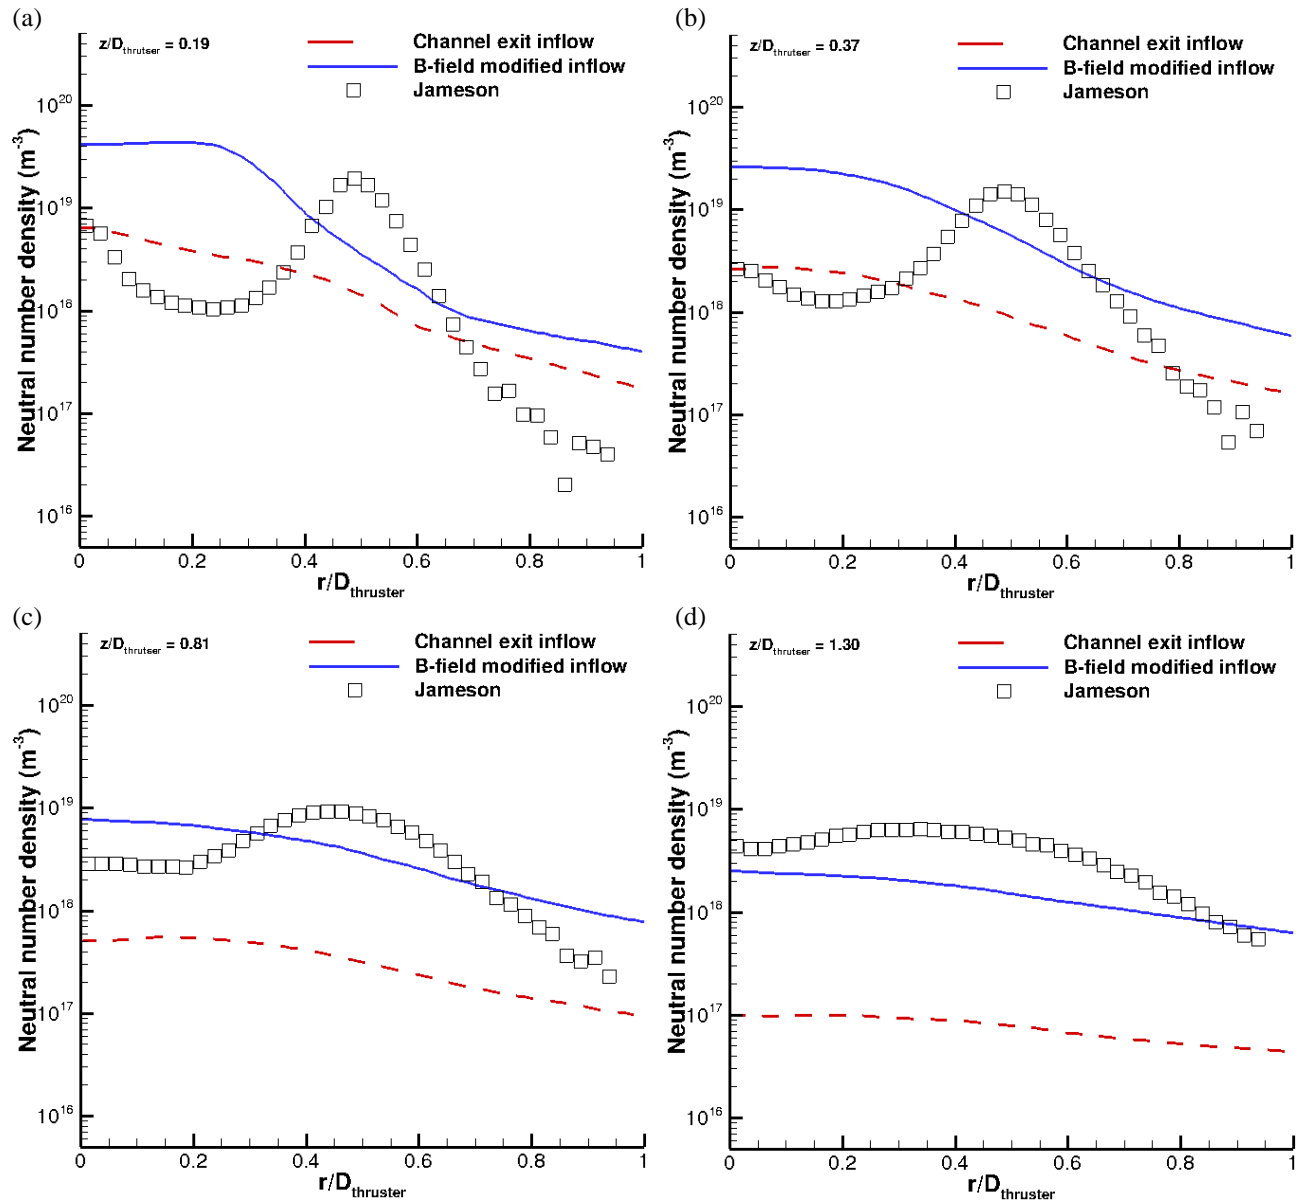 (a)
z/D_thrutser = 0.19
Channel exit inflow
B-field modified inflow
Jameson
Neutral number density (m^-3)
10^20
10^19
10^18
10^17
10^16
0 0.2 0.4 0.6 0.8 1
r/D_thruster
(b)
z/D_thrutser = 0.37
Channel exit inflow
B-field modified inflow
Jameson
Neutral number density (m^-3)
10^20
10^19
10^18
10^17
10^16
0 0.2 0.4 0.6 0.8 1
r/D_thruster
(c)
z/D_thrutser = 0.81
Channel exit inflow
B-field modified inflow
Jameson
Neutral number density (m^-3)
10^20
10^19
10^18
10^17
10^16
0 0.2 0.4 0.6 0.8 1
r/D_thruster
(d)
z/D_thrutser = 1.30
Channel exit inflow
B-field modified inflow
Jameson
Neutral number density (m^-3)
10^20
10^19
10^18
10^17
10^16
0 0.2 0.4 0.6 0.8 1
r/D_thruster